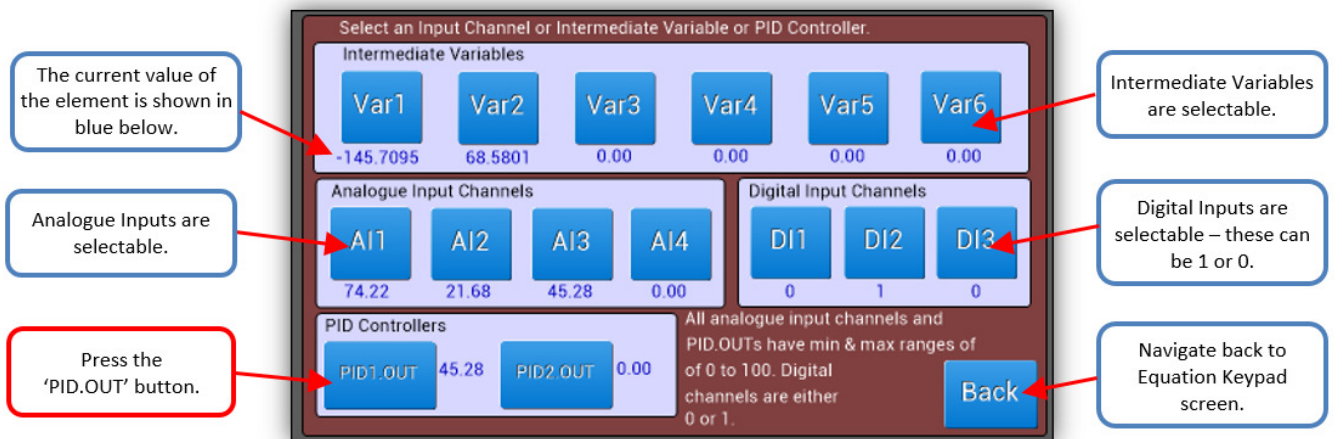 Select an Input Channel or Intermediate Variable or PID Controller.
Intermediate Variables
Var1 Var2 Var3 Var4 Var5 Var6
-145.7095 68.5801 0.00 0.00 0.00 0.00
Analogue Input Channels
AI1 AI2 AI3 AI4
74.22 21.68 45.28 0.00
Digital Input Channels
DI1 DI2 DI3
0 1 0
PID Controllers
PID1.OUT 45.28 PID2.OUT 0.00
All analogue input channels and
PID.OUTs have min & max ranges of
of 0 to 100. Digital
channels are either
0 or 1.
Back
The current value of
the element is shown in
blue below.
Analogue Inputs are
selectable.
Press the
‘PID.OUT’ button.
Intermediate Variables
are selectable.
Digital Inputs are
selectable – these can
be 1 or 0.
Navigate back to
Equation Keypad
screen.